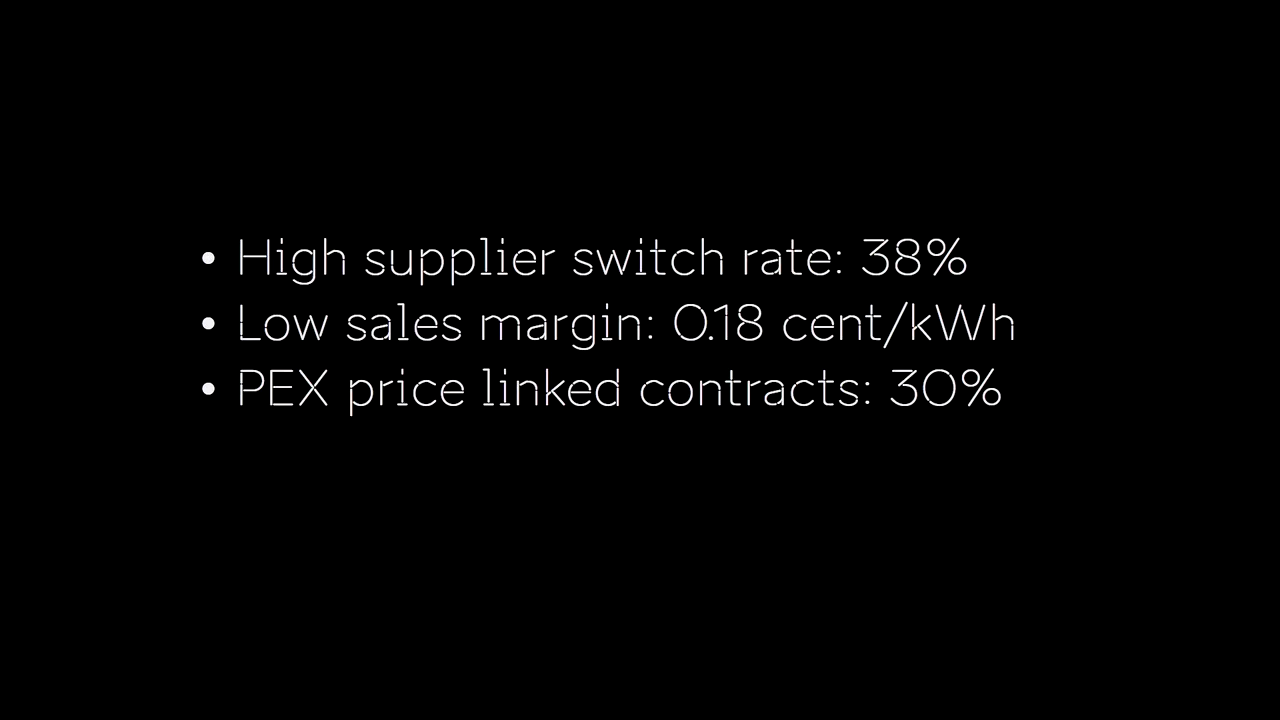 • High supplier switch rate: 38%
• Low sales margin: 0.18 cent/kWh
• PEX price linked contracts: 30%